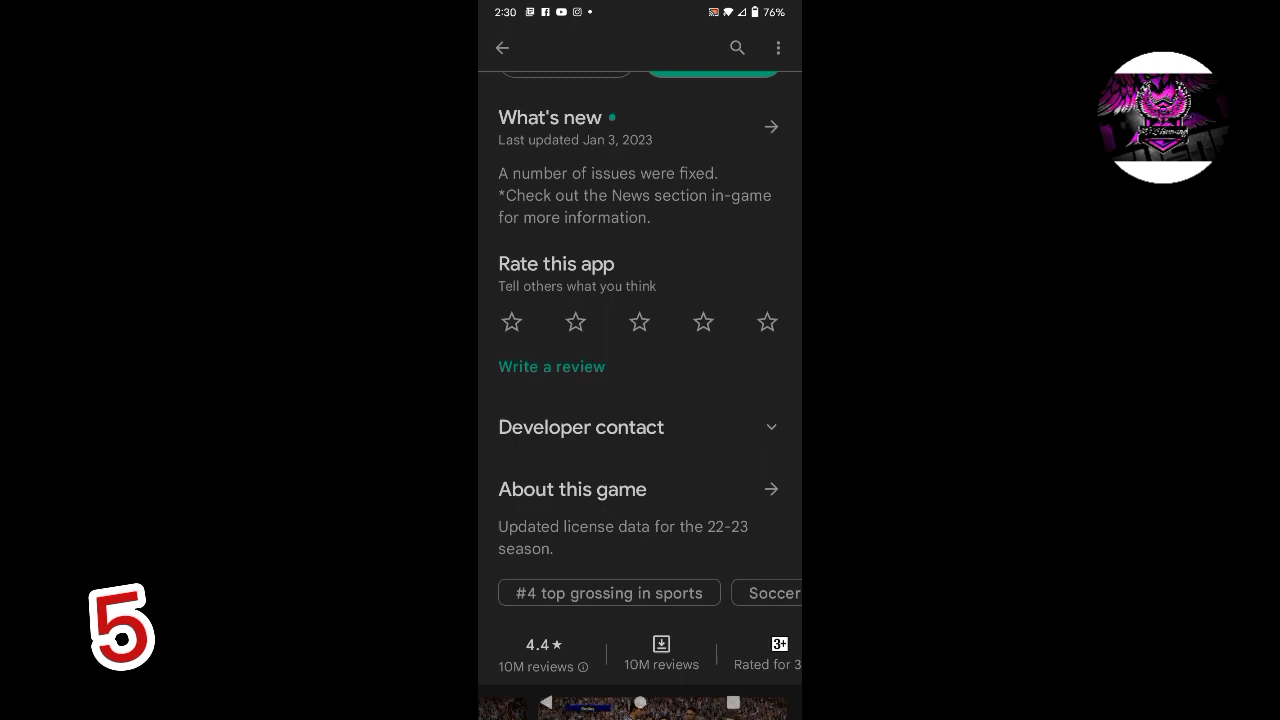 2:30
76%
What's new
Last updated Jan 3, 2023
A number of issues were fixed.
*Check out the News section in-game
for more information.
Rate this app
Tell others what you think
Write a review
Developer contact
About this game
Updated license data for the 22-23
season.
#4 top grossing in sports
Soccer
4.4★
3+
10M reviews
10M reviews
Rated for 3
Replay
5